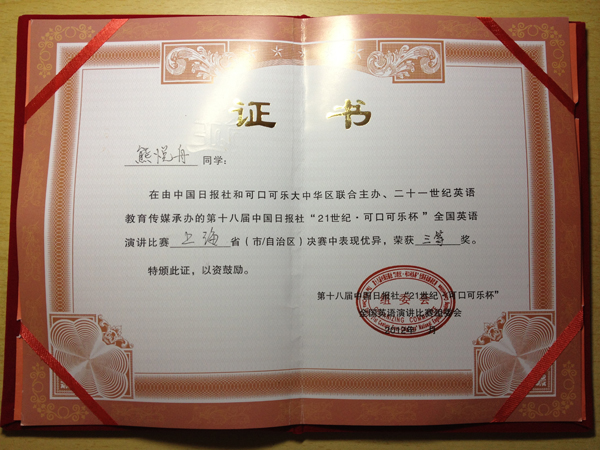 证书
熊悦舟 同学：
在由中国日报社和可口可乐大中华区联合主办、二十一世纪英语
教育传媒承办的第十八届中国日报社“21世纪·可口可乐杯”全国英语
演讲比赛 上海 省（市/自治区）决赛中表现优异，荣获 三等 奖。
特颁此证，以资鼓励。
第十八届中国日报社“21世纪·可口可乐杯”
全国英语演讲比赛组委会
组委会